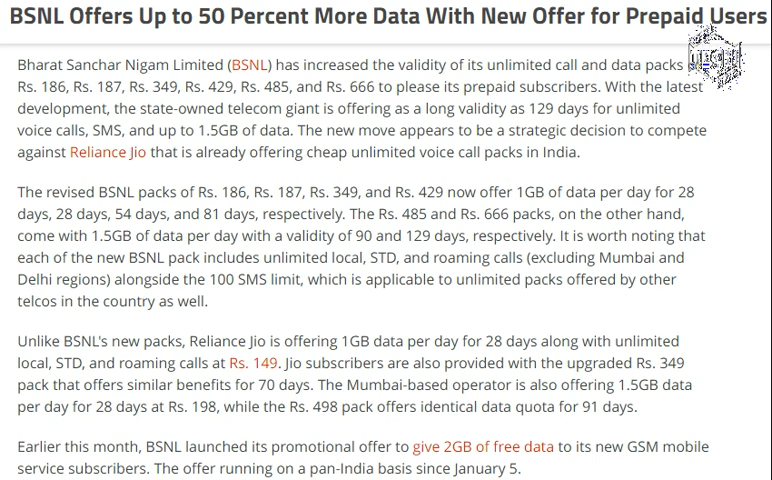 BSNL Offers Up to 50 Percent More Data With New Offer for Prepaid Users
Bharat Sanchar Nigam Limited (BSNL) has increased the validity of its unlimited call and data packs
Rs. 186, Rs. 187, Rs. 349, Rs. 429, Rs. 485, and Rs. 666 to please its prepaid subscribers. With the latest
development, the state-owned telecom giant is offering as a long validity as 129 days for unlimited
voice calls, SMS, and up to 1.5GB of data. The new move appears to be a strategic decision to compete
against Reliance Jio that is already offering cheap unlimited voice call packs in India.
The revised BSNL packs of Rs. 186, Rs. 187, Rs. 349, and Rs. 429 now offer 1GB of data per day for 28
days, 28 days, 54 days, and 81 days, respectively. The Rs. 485 and Rs. 666 packs, on the other hand,
come with 1.5GB of data per day with a validity of 90 and 129 days, respectively. It is worth noting that
each of the new BSNL pack includes unlimited local, STD, and roaming calls (excluding Mumbai and
Delhi regions) alongside the 100 SMS limit, which is applicable to unlimited packs offered by other
telcos in the country as well.
Unlike BSNL's new packs, Reliance Jio is offering 1GB data per day for 28 days along with unlimited
local, STD, and roaming calls at Rs. 149. Jio subscribers are also provided with the upgraded Rs. 349
pack that offers similar benefits for 70 days. The Mumbai-based operator is also offering 1.5GB data
per day for 28 days at Rs. 198, while the Rs. 498 pack offers identical data quota for 91 days.
Earlier this month, BSNL launched its promotional offer to give 2GB of free data to its new GSM mobile
service subscribers. The offer running on a pan-India basis since January 5.